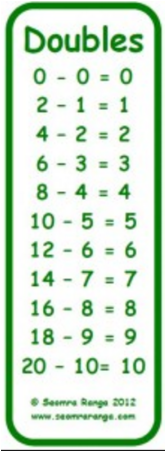 Doubles
0 - 0 = 0
2 - 1 = 1
4 - 2 = 2
6 - 3 = 3
8 - 4 = 4
10 - 5 = 5
12 - 6 = 6
14 - 7 = 7
16 - 8 = 8
18 - 9 = 9
20 - 10= 10
© Seomra Ranga 2012
www.seomraranga.com